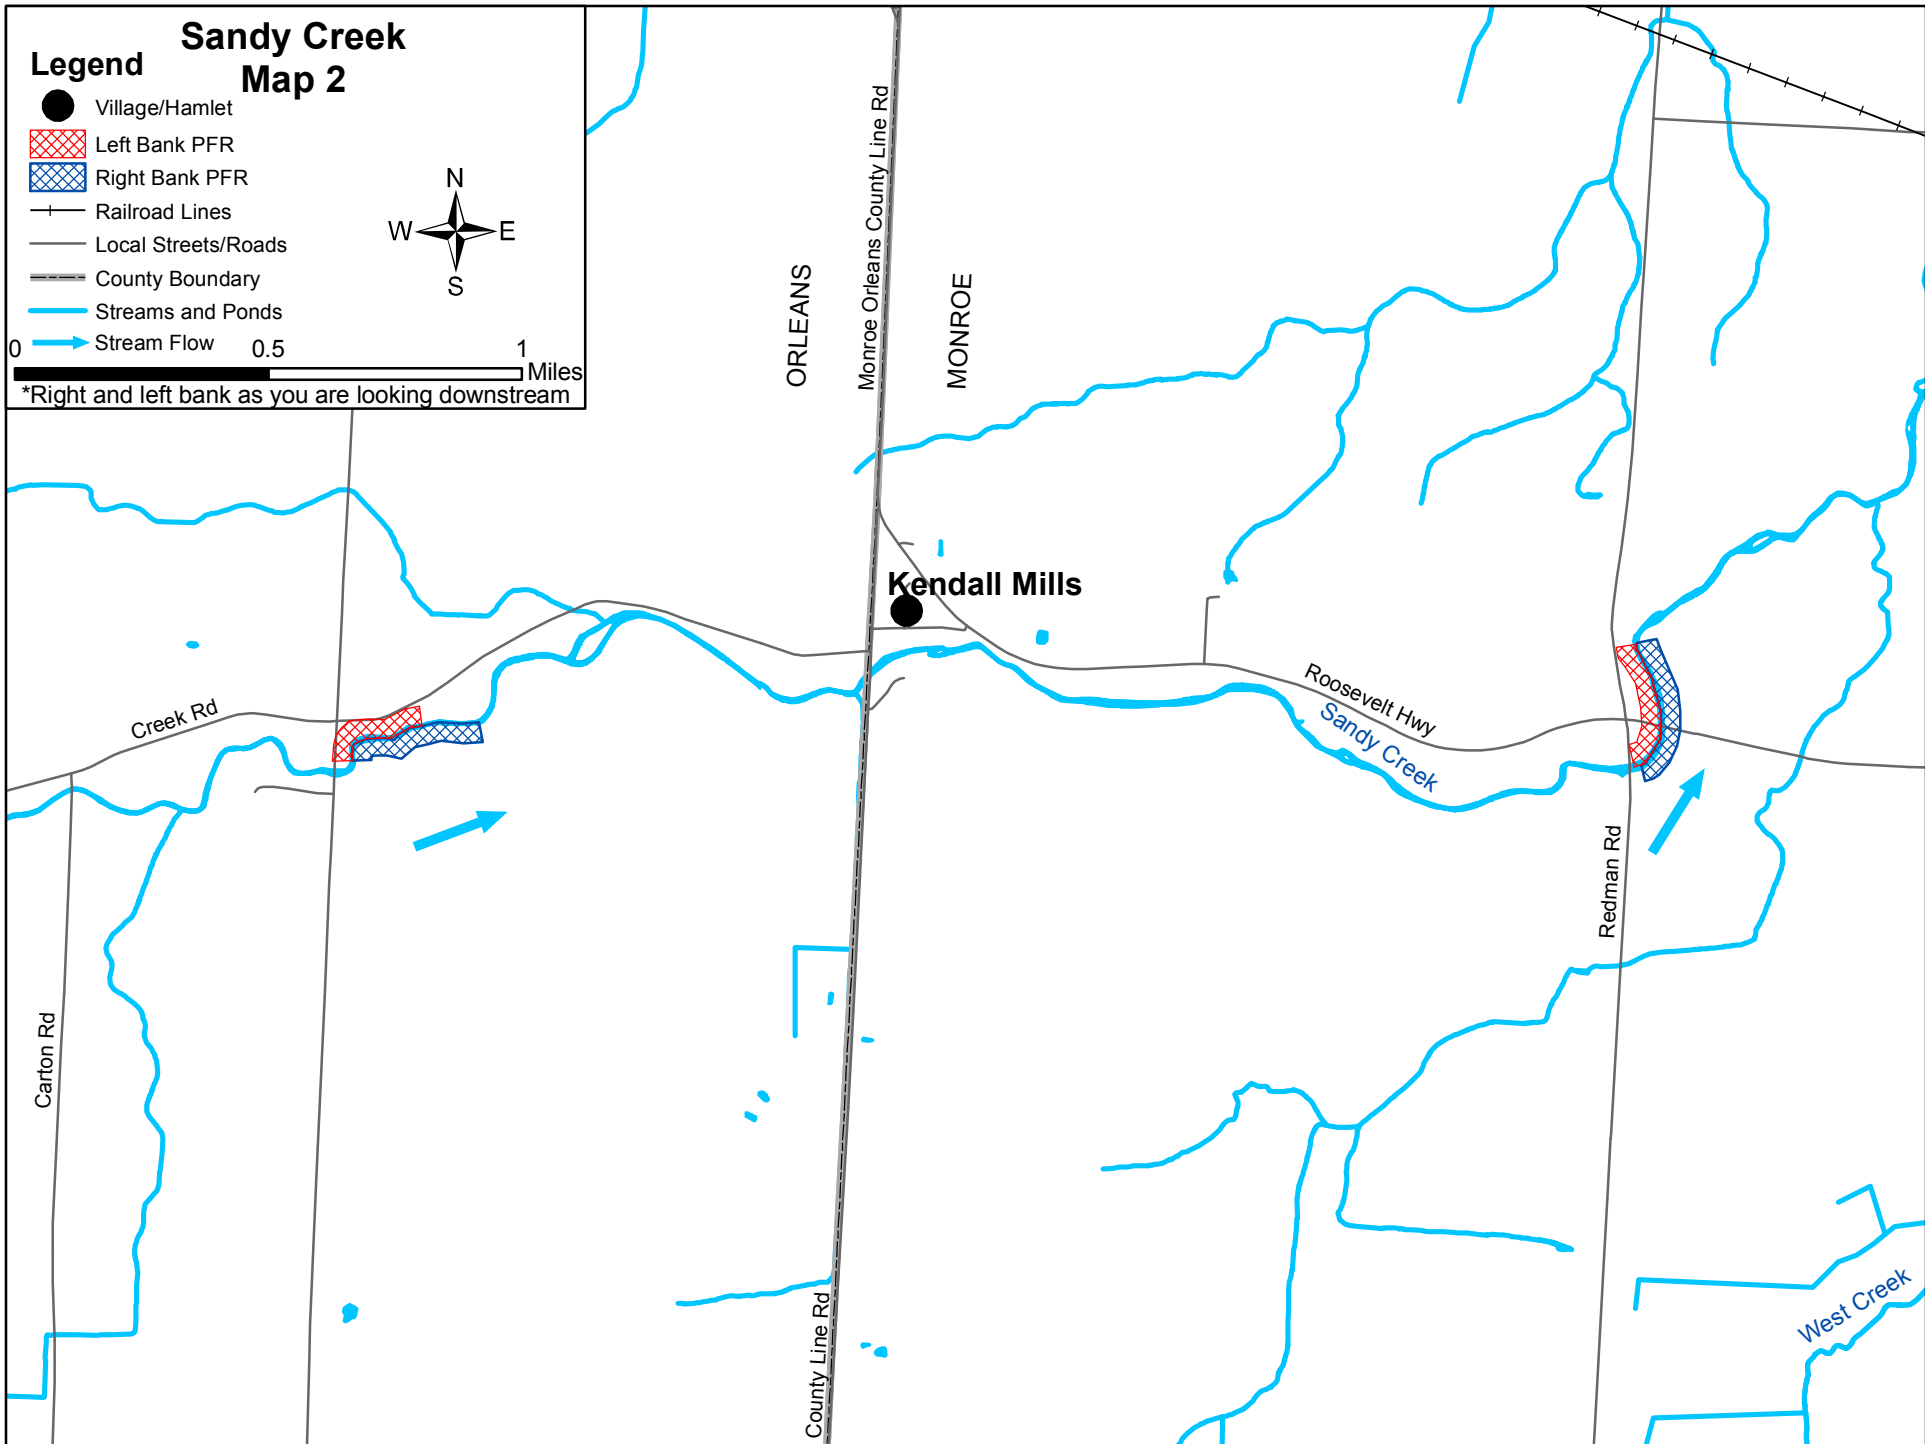 Sandy Creek
Map 2
Legend
Village/Hamlet
Left Bank PFR
Right Bank PFR
Railroad Lines
Local Streets/Roads
County Boundary
Streams and Ponds
Stream Flow
N
W E
S
0 0.5 1
Miles
*Right and left bank as you are looking downstream
ORLEANS
Monroe Orleans County Line Rd
MONROE
Kendall Mills
Creek Rd
Roosevelt Hwy
Sandy Creek
Redman Rd
Carton Rd
County Line Rd
West Creek